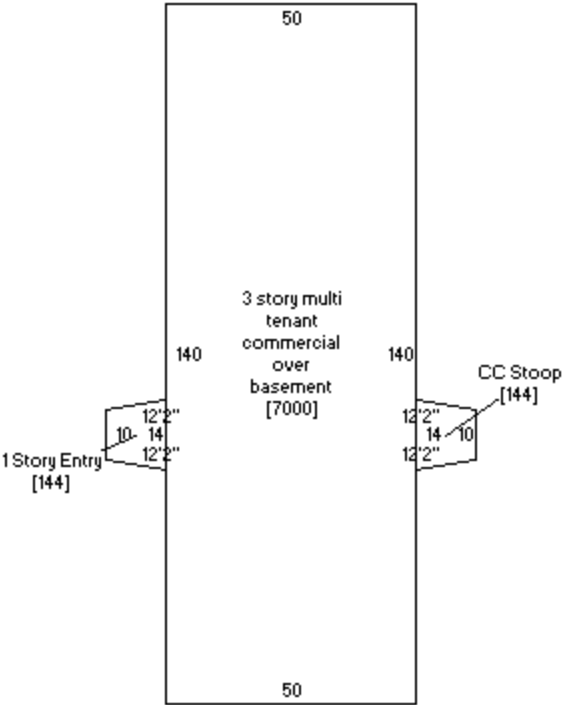 50
3 story multi
tenant
commercial
over
basement
[7000]
140
140
CC Stoop
[144]
12'2"
10
14
12'2"
12'2"
14
10
12'2"
1 Story Entry
[144]
50